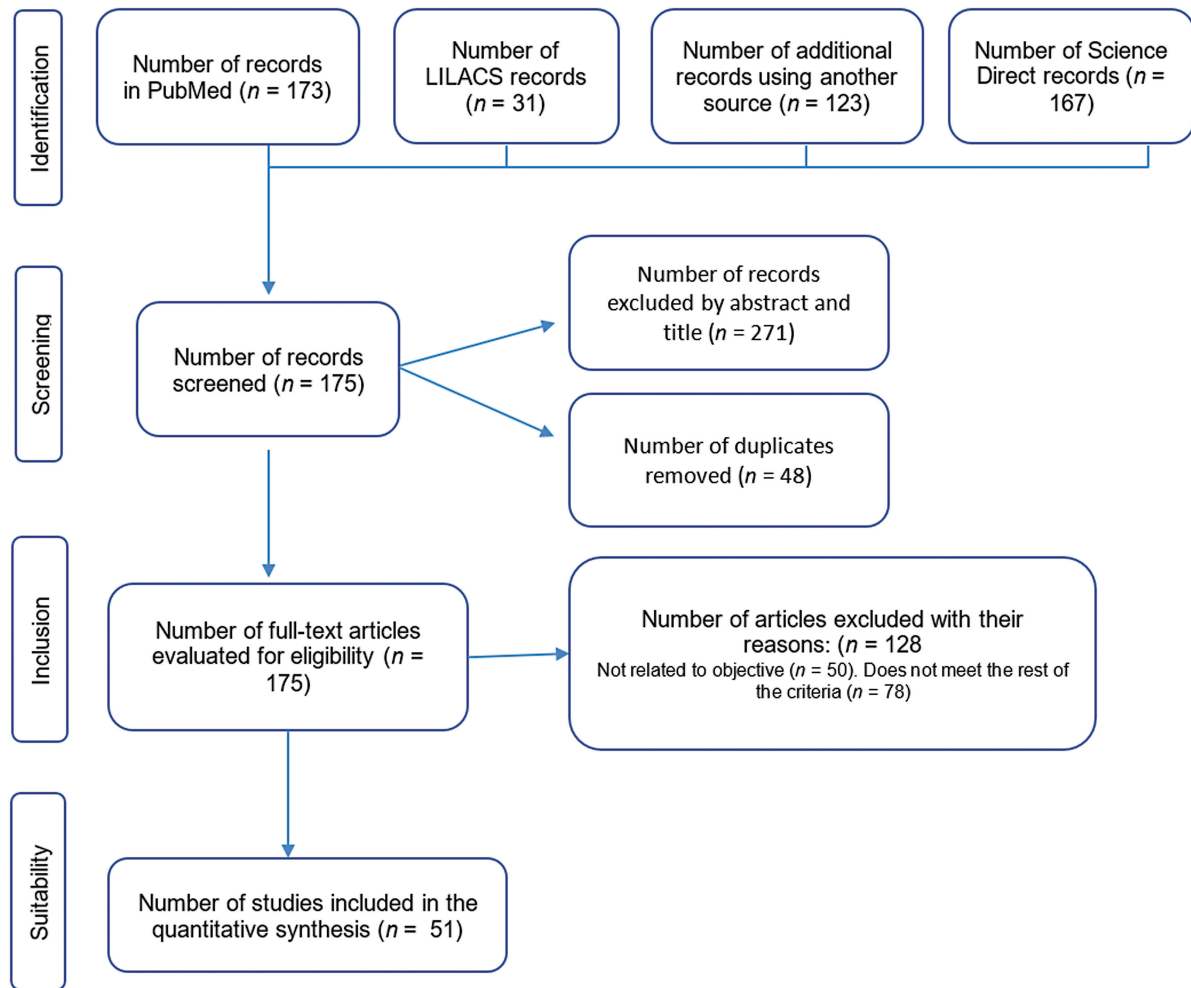 Identification
Number of records
in PubMed (n = 173)
Number of
LILACS records
(n = 31)
Number of additional
records using another
source (n = 123)
Number of Science
Direct records (n =
167)
Screening
Number of records
screened (n = 175)
Number of records
excluded by abstract and
title (n = 271)
Number of duplicates
removed (n = 48)
Inclusion
Number of full-text articles
evaluated for eligibility (n =
175)
Number of articles excluded with their
reasons: (n = 128
Not related to objective (n = 50). Does not meet the rest of
the criteria (n = 78)
Suitability
Number of studies included in the
quantitative synthesis (n = 51)